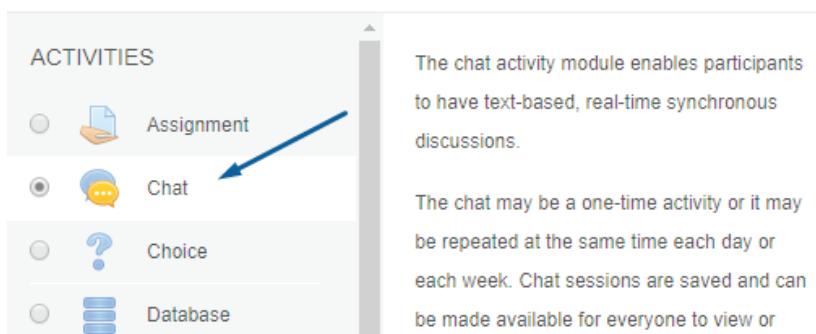 ACTIVITIES
Assignment
Chat
Choice
Database
The chat activity module enables participants
to have text-based, real-time synchronous
discussions.
The chat may be a one-time activity or it may
be repeated at the same time each day or
each week. Chat sessions are saved and can
be made available for everyone to view or